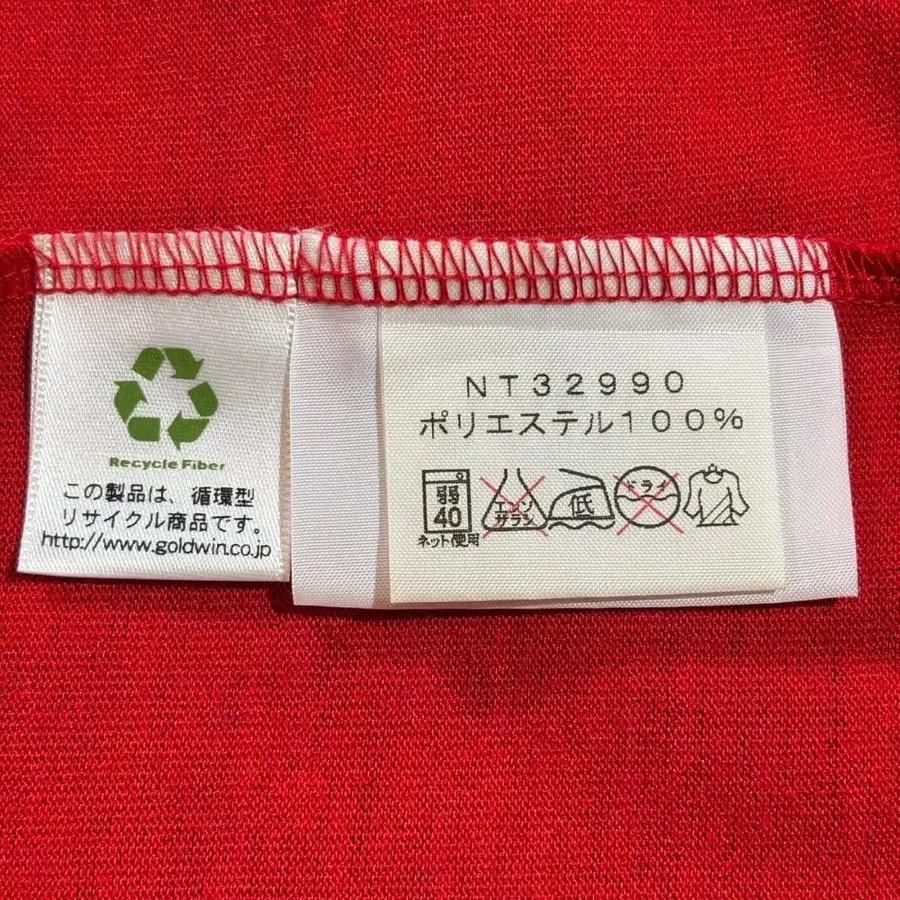 Recycle Fiber
この製品は、循環型
リサイクル商品です。
http://www.goldwin.co.jp
NT32990
ポリエステル100%
弱
40
ネット使用
エンソ
サラシ
低
ドライ